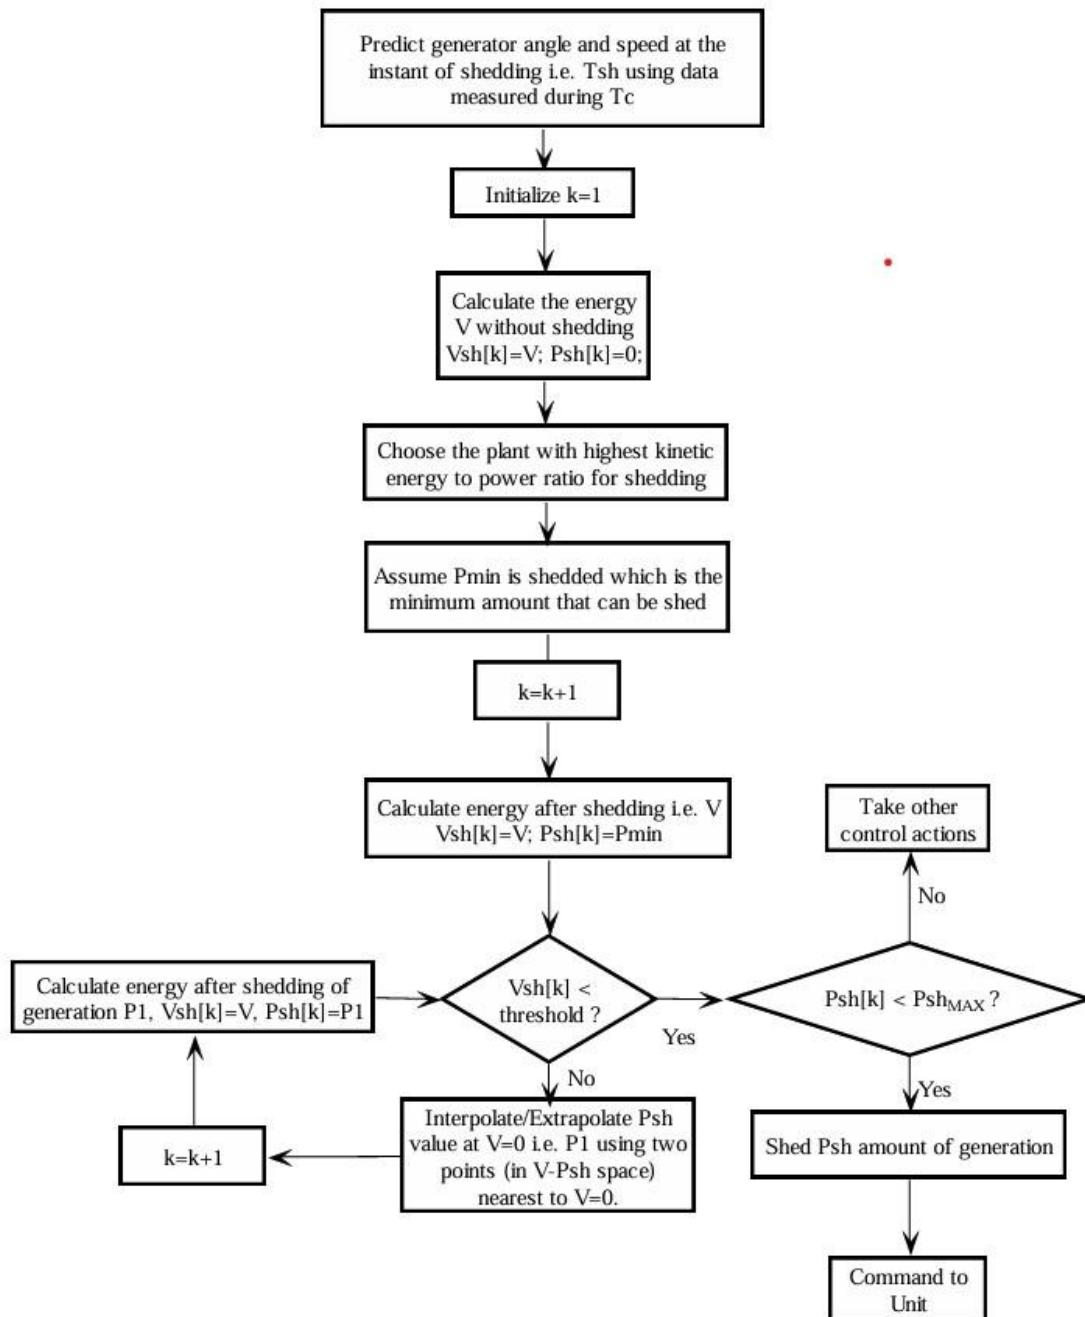 Predict generator angle and speed at the
instant of shedding i.e. Tsh using data
measured during Tc
Initialize k=1
Calculate the energy
V without shedding
Vsh[k]=V; Psh[k]=0;
Choose the plant with highest kinetic
energy to power ratio for shedding
Assume Pmin is shedded which is the
minimum amount that can be shed
k=k+1
Calculate energy after shedding i.e. V
Vsh[k]=V; Psh[k]=Pmin
Take other
control actions
No
Calculate energy after shedding of
generation P1, Vsh[k]=V, Psh[k]=P1
Vsh[k] <
threshold ?
Yes
Psh[k] < PshMAX ?
No
Yes
Interpolate/Extrapolate Psh
value at V=0 i.e. P1 using two
points (in V-Psh space)
nearest to V=0.
k=k+1
Shed Psh amount of generation
Command to
Unit